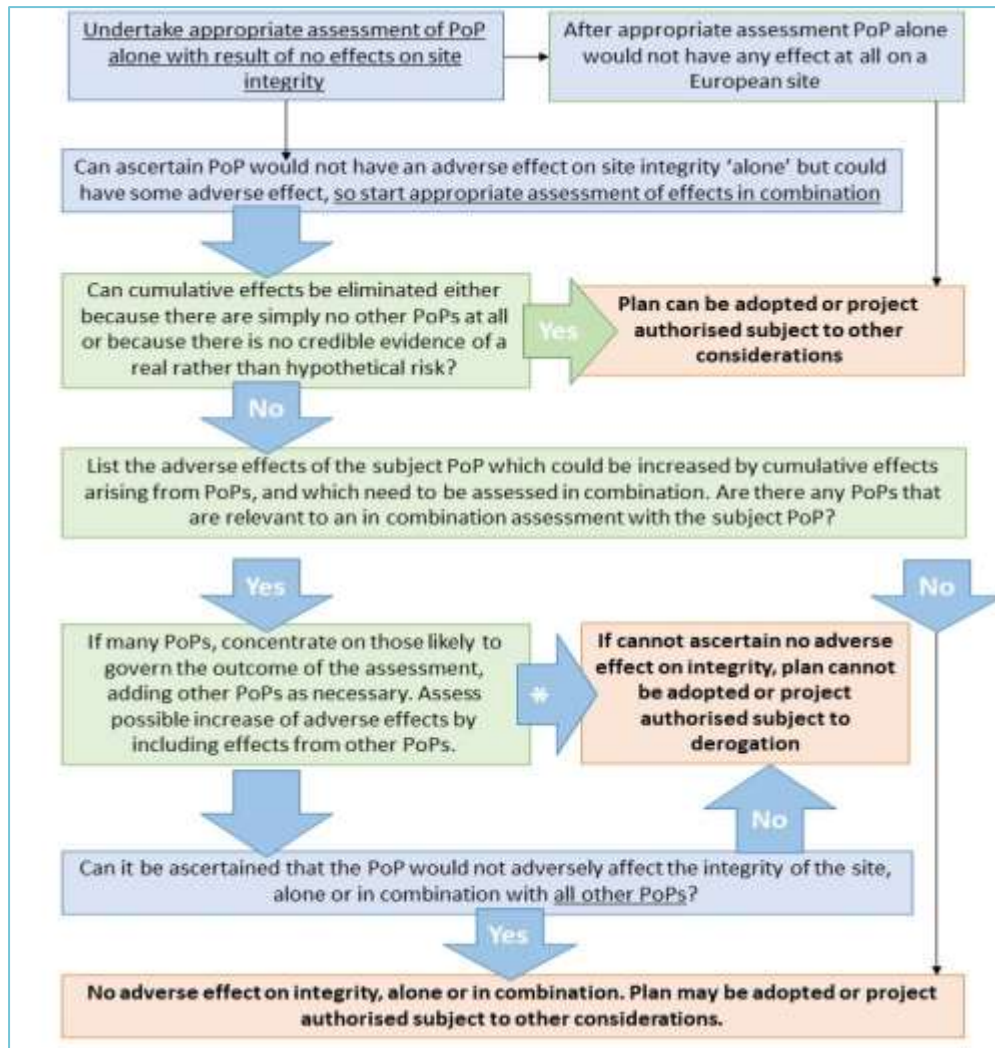 Undertake appropriate assessment of PoP
alone with result of no effects on site
integrity
After appropriate assessment PoP alone
would not have any effect at all on a
European site
Can ascertain PoP would not have an adverse effect on site integrity ‘alone’ but could
have some adverse effect, so start appropriate assessment of effects in combination
Can cumulative effects be eliminated either
because there are simply no other PoPs at all
or because there is no credible evidence of a
real rather than hypothetical risk?
Yes
Plan can be adopted or project
authorised subject to other
considerations
No
List the adverse effects of the subject PoP which could be increased by cumulative effects
arising from PoPs, and which need to be assessed in combination. Are there any PoPs that
are relevant to an in combination assessment with the subject PoP?
Yes
No
If many PoPs, concentrate on those likely to
govern the outcome of the assessment,
adding other PoPs as necessary. Assess
possible increase of adverse effects by
including effects from other PoPs.
*
If cannot ascertain no adverse
effect on integrity, plan cannot
be adopted or project
authorised subject to
derogation
No
Can it be ascertained that the PoP would not adversely affect the integrity of the site,
alone or in combination with all other PoPs?
Yes
No adverse effect on integrity, alone or in combination. Plan may be adopted or project
authorised subject to other considerations.